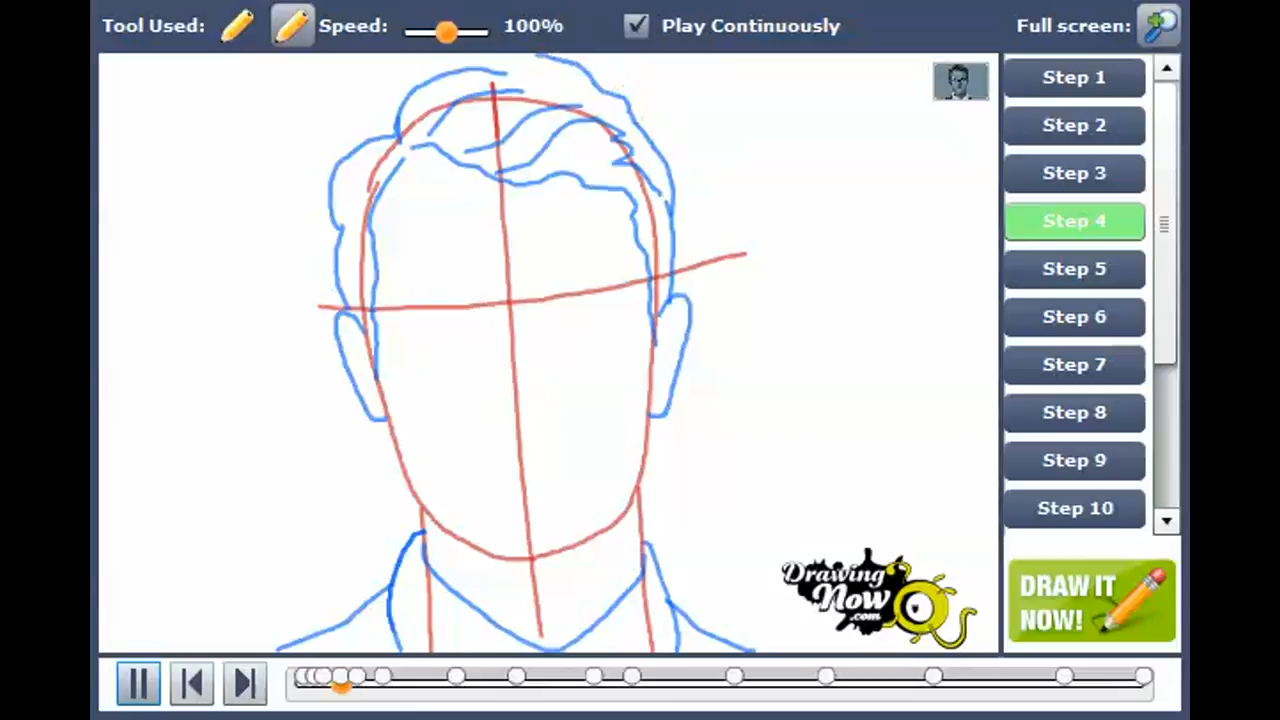 Tool Used:
Speed:
100%
Play Continuously
Full screen:
Step 1
Step 2
Step 3
Step 4
Step 5
Step 6
Step 7
Step 8
Step 9
Step 10
Drawing
Now
.com
DRAW IT
NOW!